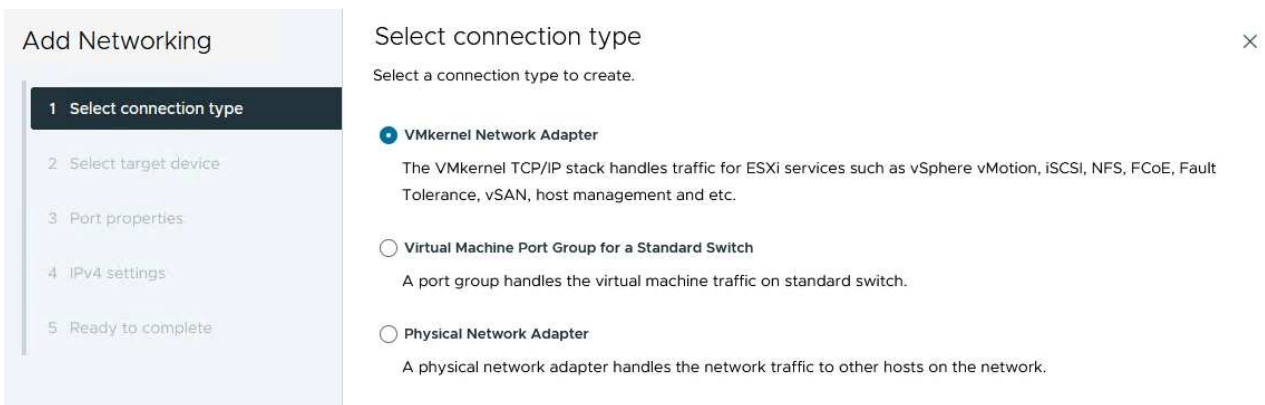 Add Networking
1 Select connection type
2 Select target device
3 Port properties
4 IPv4 settings
5 Ready to complete
Select connection type
Select a connection type to create.
VMkernel Network Adapter
The VMkernel TCP/IP stack handles traffic for ESXi services such as vSphere vMotion, iSCSI, NFS, FCoE, Fault
Tolerance, vSAN, host management and etc.
Virtual Machine Port Group for a Standard Switch
A port group handles the virtual machine traffic on standard switch.
Physical Network Adapter
A physical network adapter handles the network traffic to other hosts on the network.